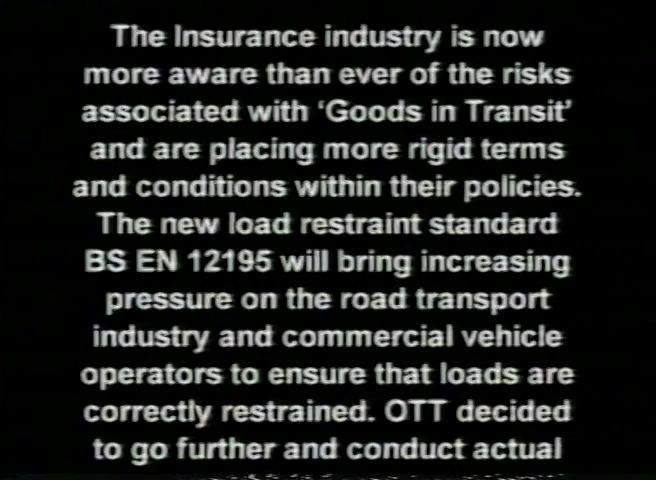 The Insurance industry is now
more aware than ever of the risks
associated with ‘Goods in Transit’
and are placing more rigid terms
and conditions within their policies.
The new load restraint standard
BS EN 12195 will bring increasing
pressure on the road transport
industry and commercial vehicle
operators to ensure that loads are
correctly restrained. OTT decided
to go further and conduct actual